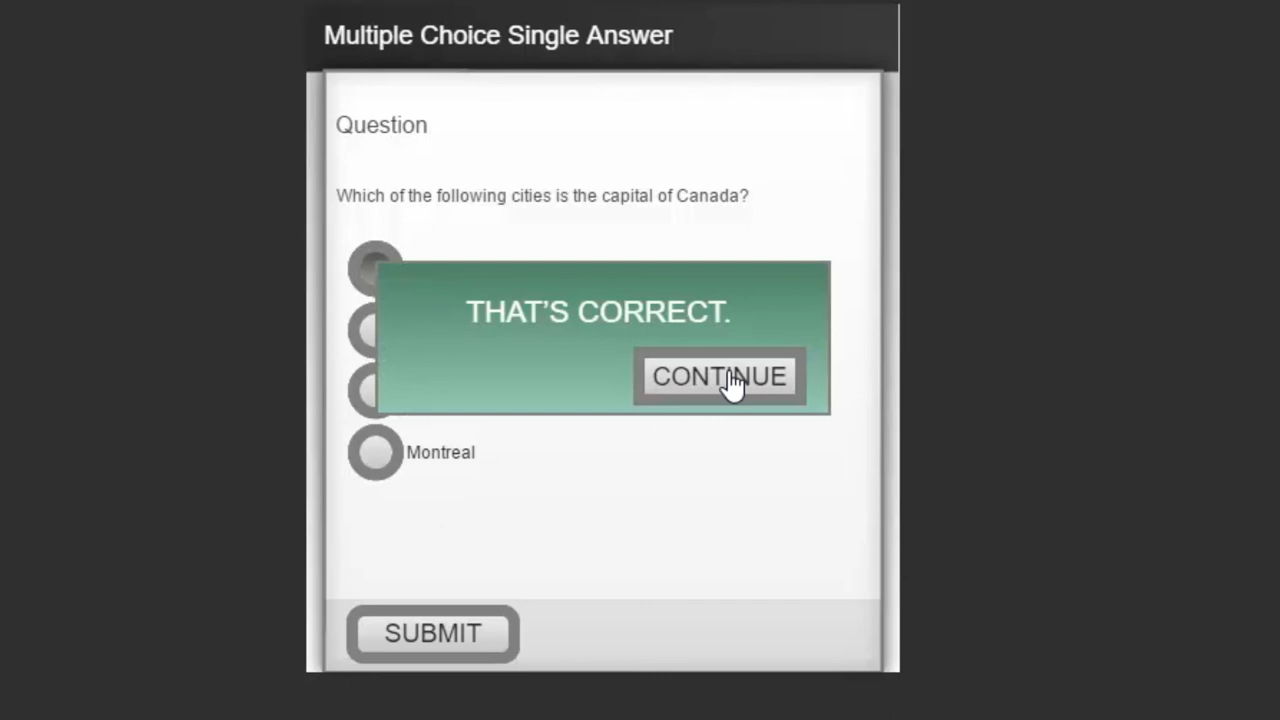 Multiple Choice Single Answer
Question
Which of the following cities is the capital of Canada?
THAT'S CORRECT.
CONTINUE
Montreal
SUBMIT